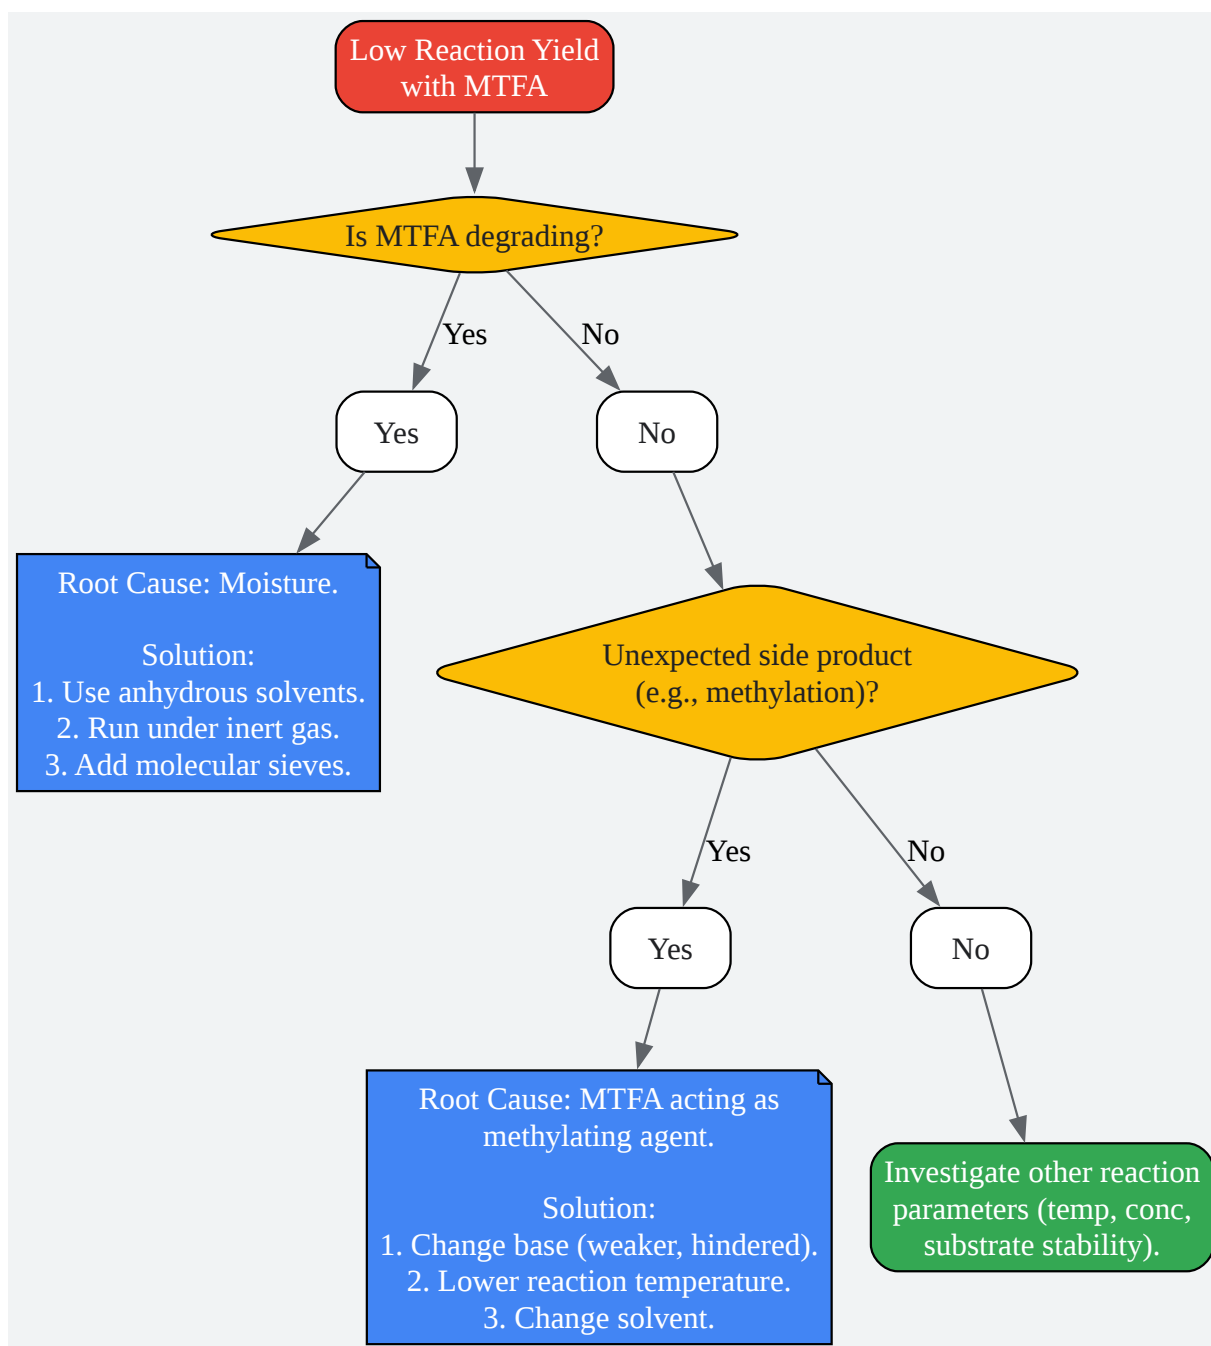 Low Reaction Yield
with MTFA
Is MTFA degrading?
Yes
No
Yes
No
Root Cause: Moisture.
Solution:
1. Use anhydrous solvents.
2. Run under inert gas.
3. Add molecular sieves.
Unexpected side product
(e.g., methylation)?
Yes
No
Yes
No
Root Cause: MTFA acting as
methylating agent.
Solution:
1. Change base (weaker, hindered).
2. Lower reaction temperature.
3. Change solvent.
Investigate other reaction
parameters (temp, conc,
substrate stability).